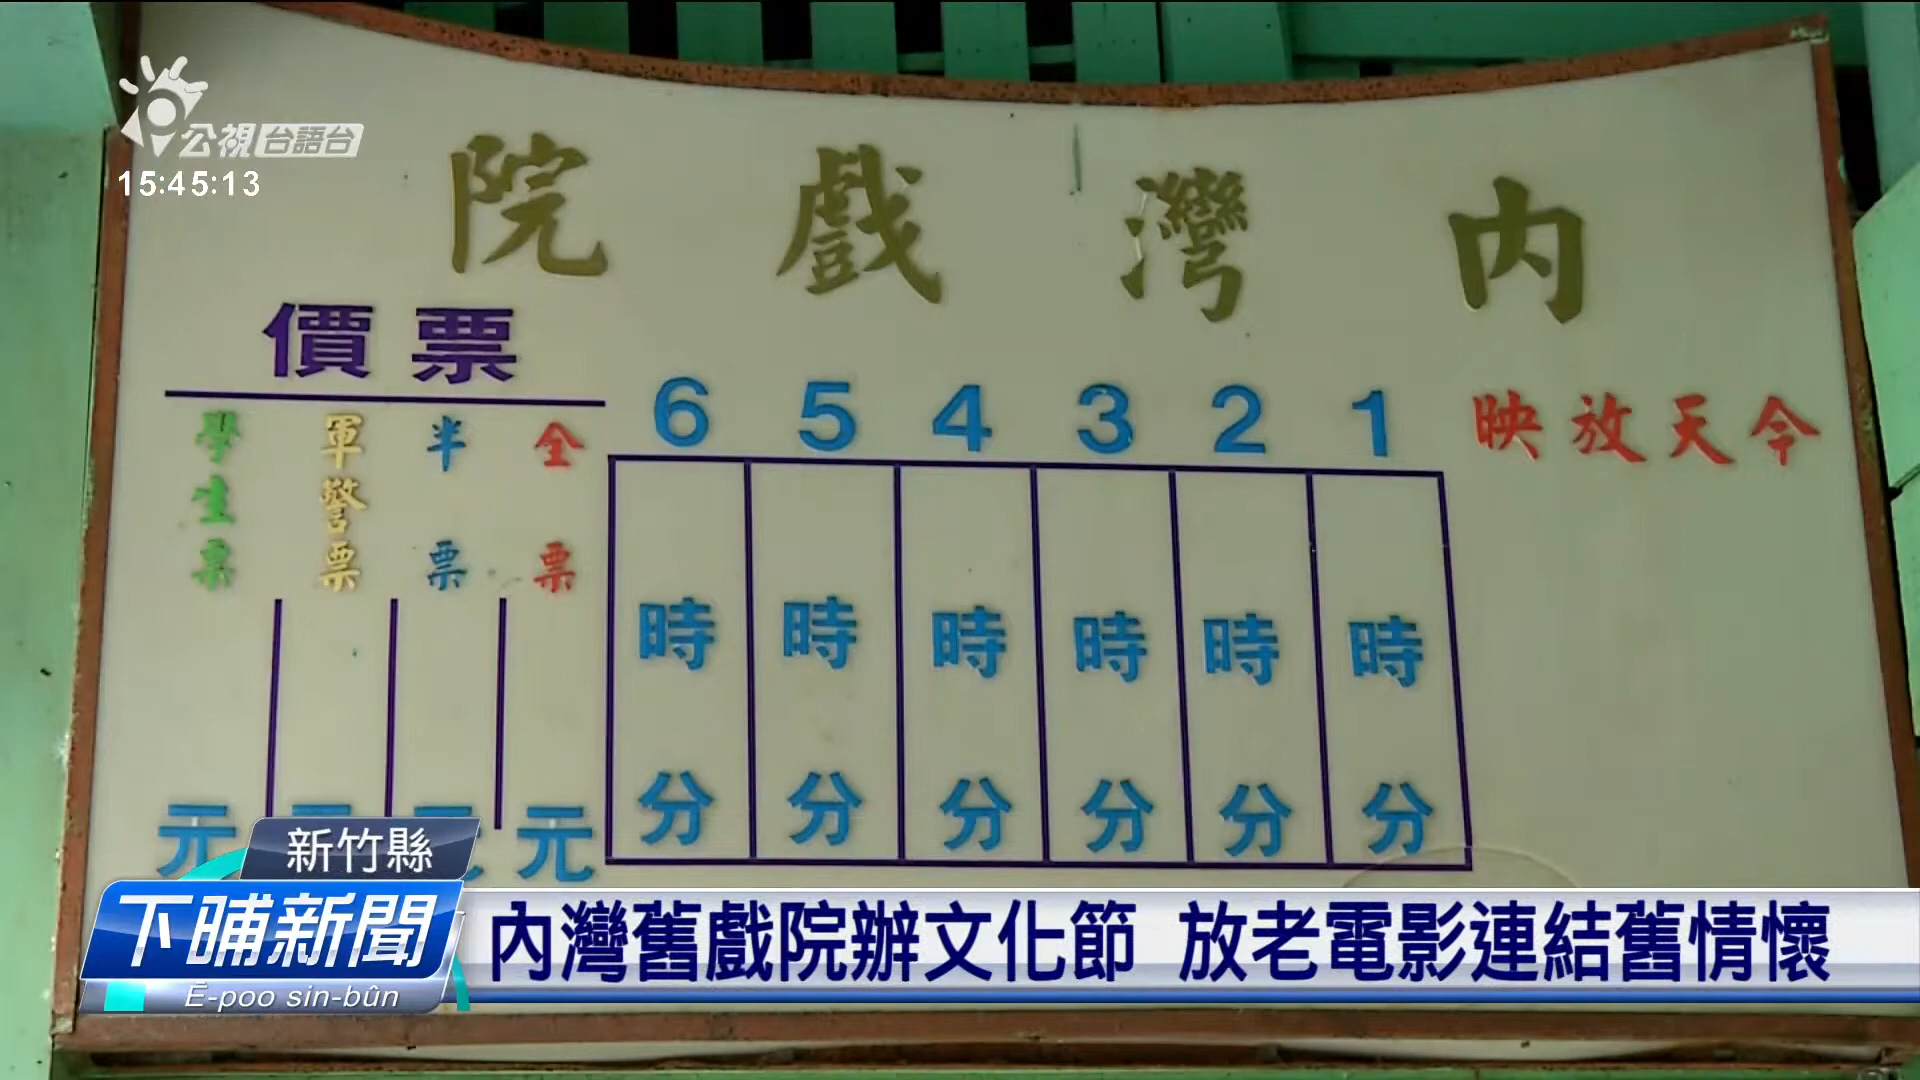 公視台語台
15:45:13
內灣戲院
今天放映
1 2 3 4 5 6
時 時 時 時 時 時
分 分 分 分 分 分
票價
全票
半票
軍警票
學生票
元 元 元 元
新竹縣
下晡新聞
Ē-poo sin-bûn
內灣舊戲院辦文化節 放老電影連結舊情懷